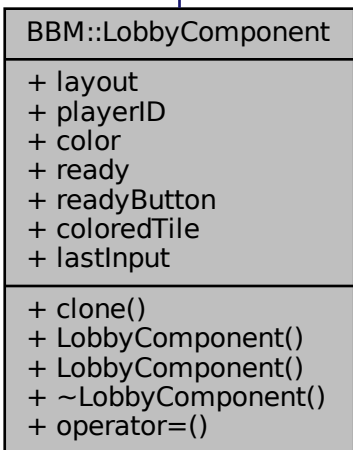 BBM::LobbyComponent
+ layout
+ playerID
+ color
+ ready
+ readyButton
+ coloredTile
+ lastInput
+ clone()
+ LobbyComponent()
+ LobbyComponent()
+ ~LobbyComponent()
+ operator=()